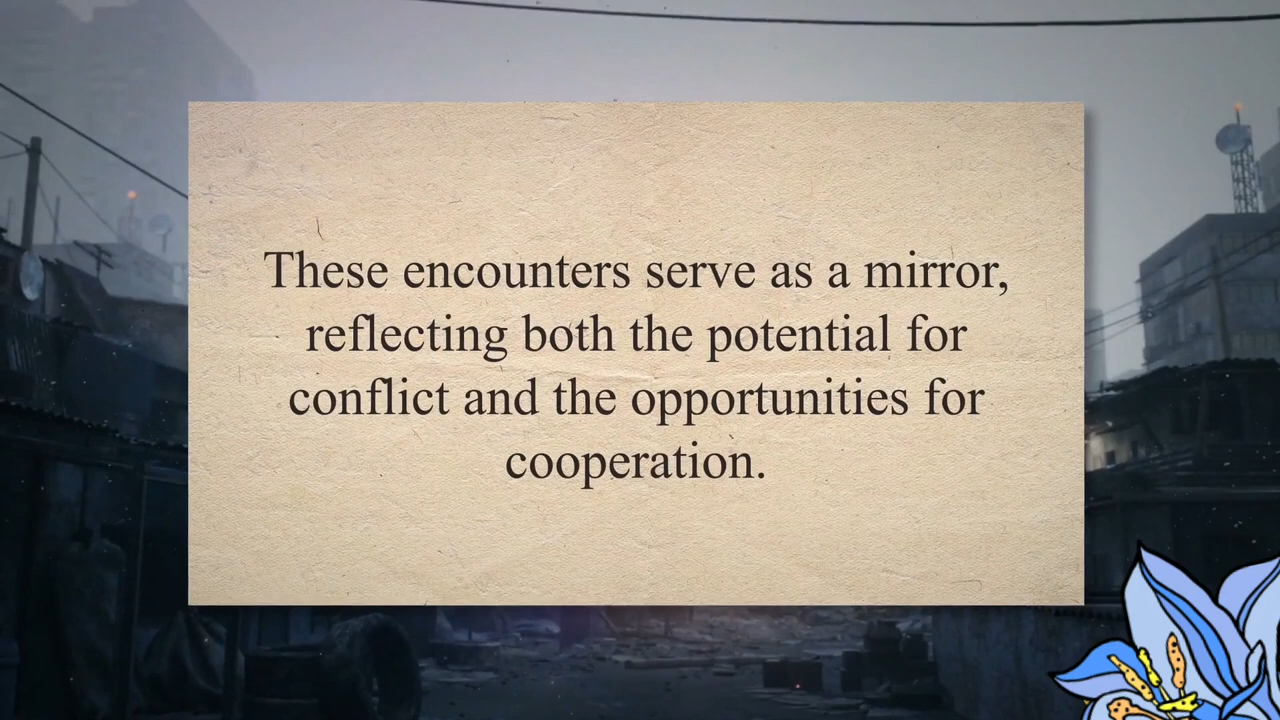 These encounters serve as a mirror,
reflecting both the potential for
conflict and the opportunities for
cooperation.